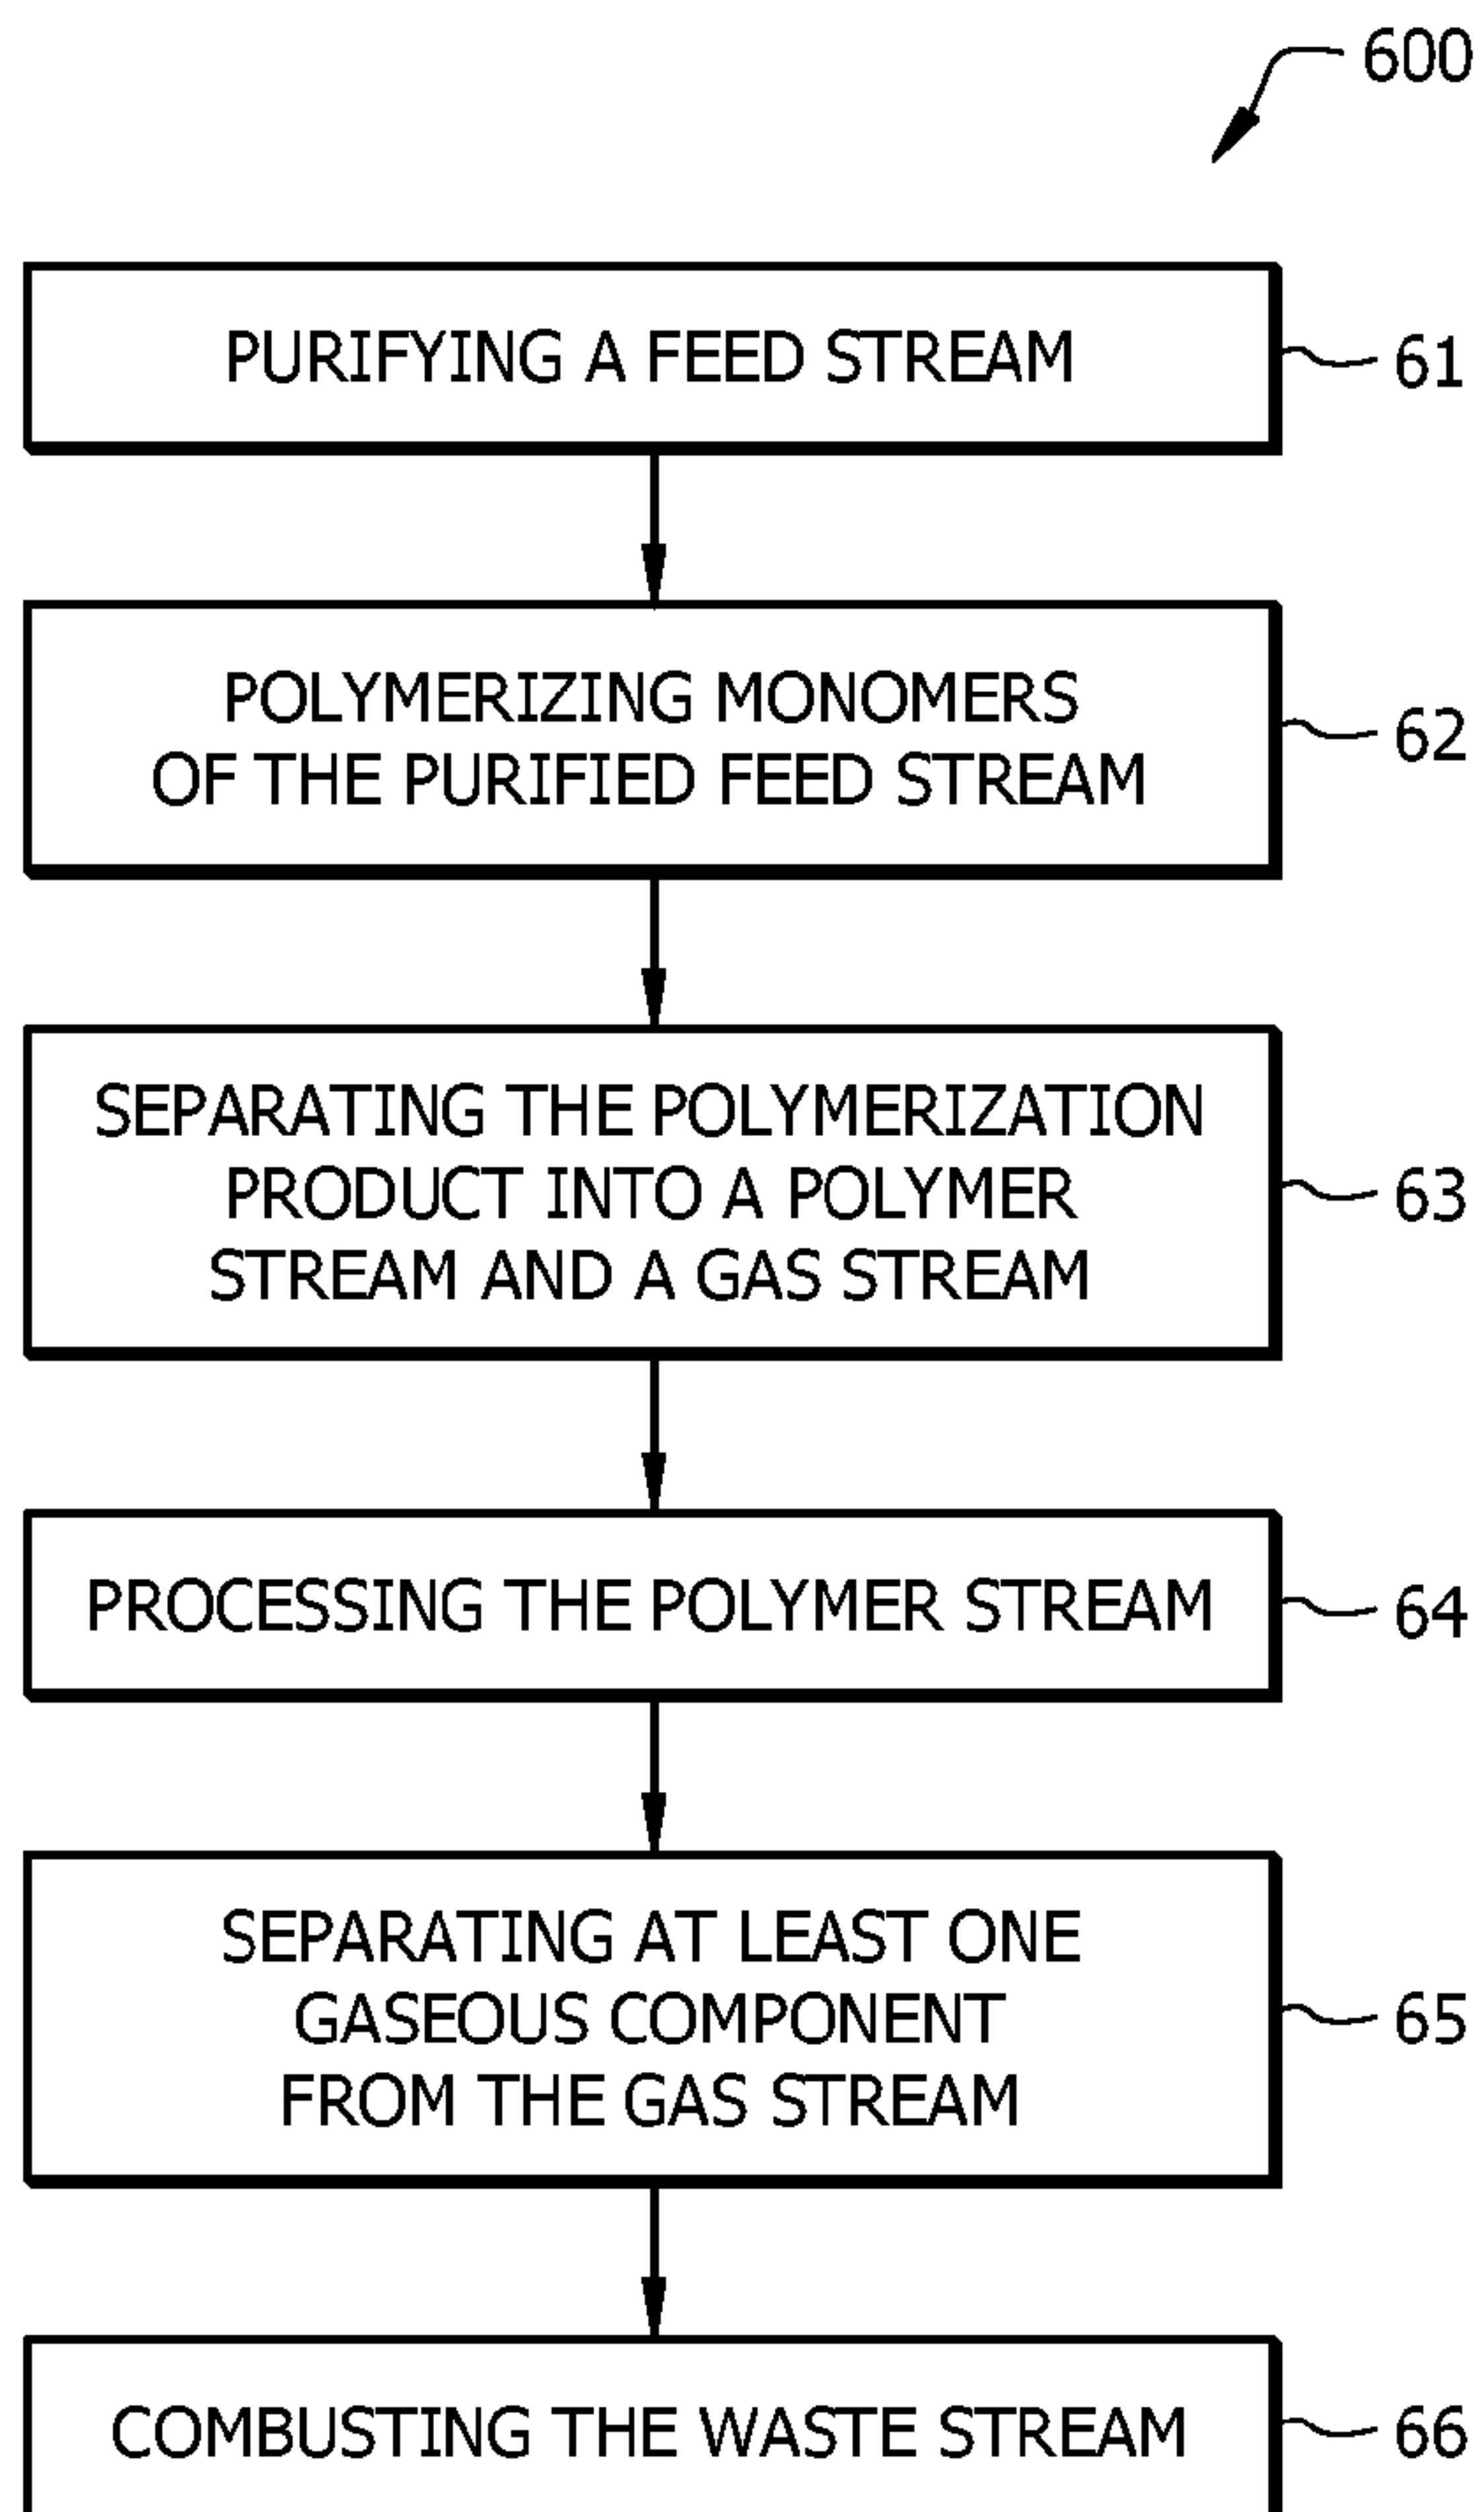 600
PURIFYING A FEED STREAM
61
POLYMERIZING MONOMERS
OF THE PURIFIED FEED STREAM
62
SEPARATING THE POLYMERIZATION
PRODUCT INTO A POLYMER
STREAM AND A GAS STREAM
63
PROCESSING THE POLYMER STREAM
64
SEPARATING AT LEAST ONE
GASEOUS COMPONENT
FROM THE GAS STREAM
65
COMBUSTING THE WASTE STREAM
66